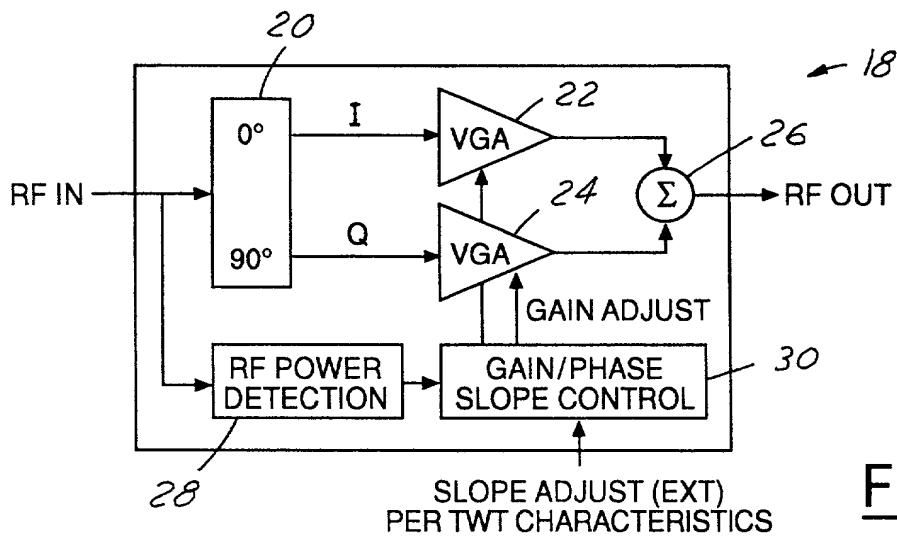 20
18
I
22
0°
VGA
26
RF IN
24
Σ
RF OUT
Q
90°
VGA
GAIN ADJUST
RF POWER
DETECTION
GAIN/PHASE
SLOPE CONTROL
30
28
SLOPE ADJUST (EXT)
PER TWT CHARACTERISTICS
F